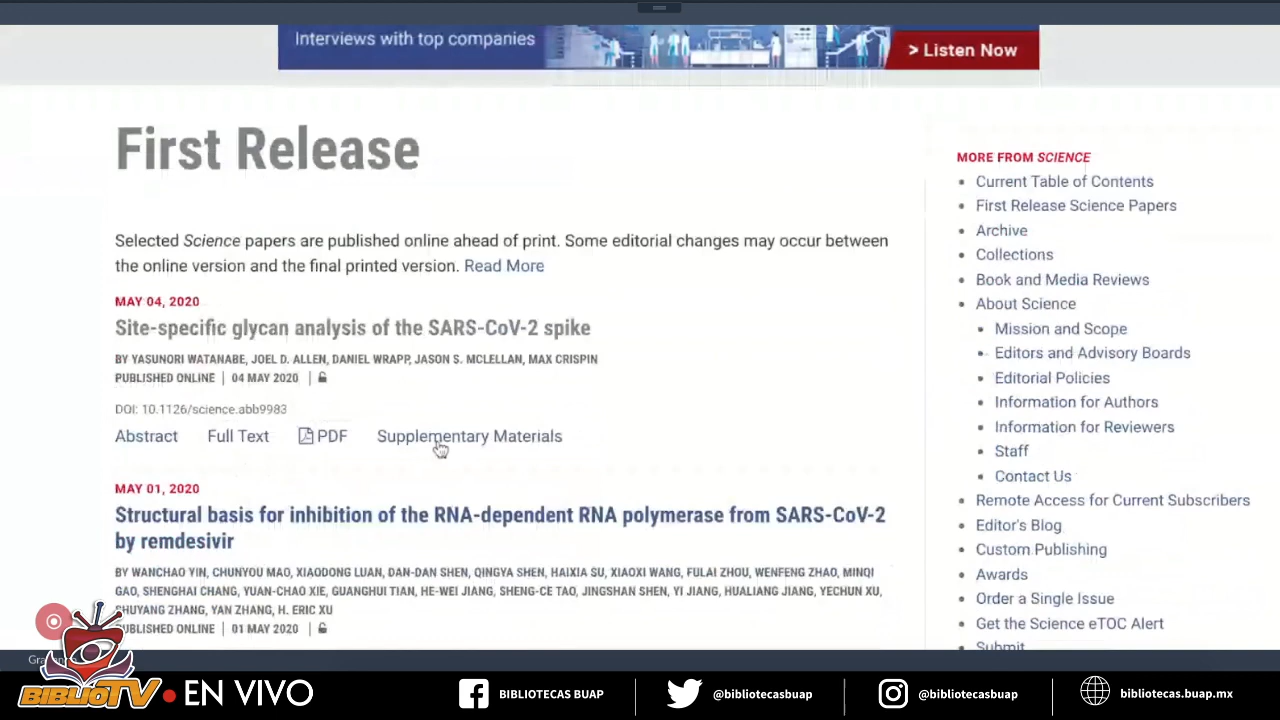 Interviews with top companies
> Listen Now
First Release
Selected Science papers are published online ahead of print. Some editorial changes may occur between
the online version and the final printed version. Read More
MAY 04, 2020
Site-specific glycan analysis of the SARS-CoV-2 spike
BY YASUNORI WATANABE, JOEL D. ALLEN, DANIEL WRAPP, JASON S. MCLELLAN, MAX CRISPIN
PUBLISHED ONLINE | 04 MAY 2020 |
DOI: 10.1126/science.abb9983
Abstract Full Text PDF Supplementary Materials
MAY 01, 2020
Structural basis for inhibition of the RNA-dependent RNA polymerase from SARS-CoV-2
by remdesivir
BY WANCHAO YIN, CHUNYOU MAO, XIAODONG LUAN, DAN-DAN SHEN, QINGYA SHEN, HAIXIA SU, XIAOXI WANG, FULAI ZHOU, WENFENG ZHAO, MINQI
GAO, SHENGHAI CHANG, YUAN-CHAO XIE, GUANGHUI TIAN, HE-WEI JIANG, SHENG-CE TAO, JINGSHAN SHEN, YI JIANG, HUALIANG JIANG, YECHUN XU,
SHUYANG ZHANG, YAN ZHANG, H. ERIC XU
PUBLISHED ONLINE | 01 MAY 2020 |
MORE FROM SCIENCE
Current Table of Contents
First Release Science Papers
Archive
Collections
Book and Media Reviews
About Science
Mission and Scope
Editors and Advisory Boards
Editorial Policies
Information for Authors
Information for Reviewers
Staff
Contact Us
Remote Access for Current Subscribers
Editor's Blog
Custom Publishing
Awards
Order a Single Issue
Get the Science eTOC Alert
Submit
BIBLIOTV • EN VIVO
BIBLIOTECAS BUAP
@bibliotecasbuap
@bibliotecasbuap
bibliotecas.buap.mx